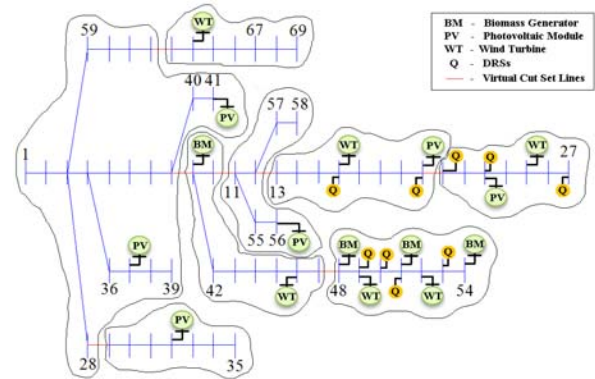 59
WT
67 69
BM - Biomass Generator
PV - Photovoltaic Module
WT - Wind Turbine
Q - DRSs
- Virtual Cut Set Lines
40 41
PV
57 58
1
BM
11
13
WT
PV
Q
Q
Q
Q
WT
27
PV
Q
55 56
PV
PV
36 39
42
WT
48
BM
Q
Q
BM
Q
BM
WT
Q
WT
54
PV
28
35